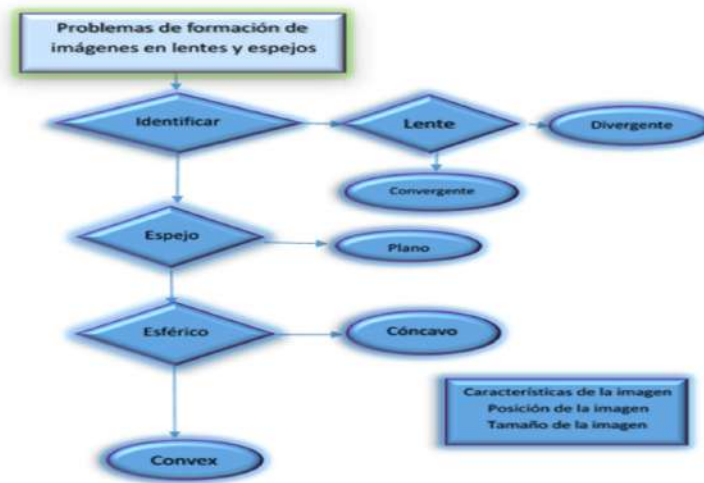 Problemas de formación de
imágenes en lentes y espejos
Identificar
Lente
Divergente
Convergente
Espejo
Plano
Esférico
Cóncavo
Características de la imagen
Posición de la imagen
Tamaño de la imagen
Convex